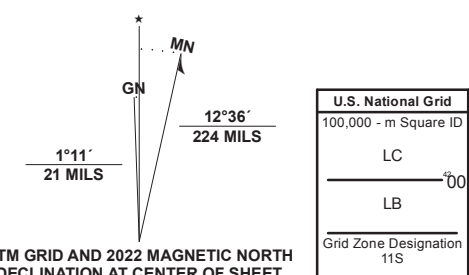 ★
MN
GN
12°36´
224 MILS
1°11´
21 MILS
TM GRID AND 2022 MAGNETIC NORTH
DECLINATION AT CENTER OF SHEET
U.S. National Grid
100,000 - m Square ID
LC
4200
LB
Grid Zone Designation
11S